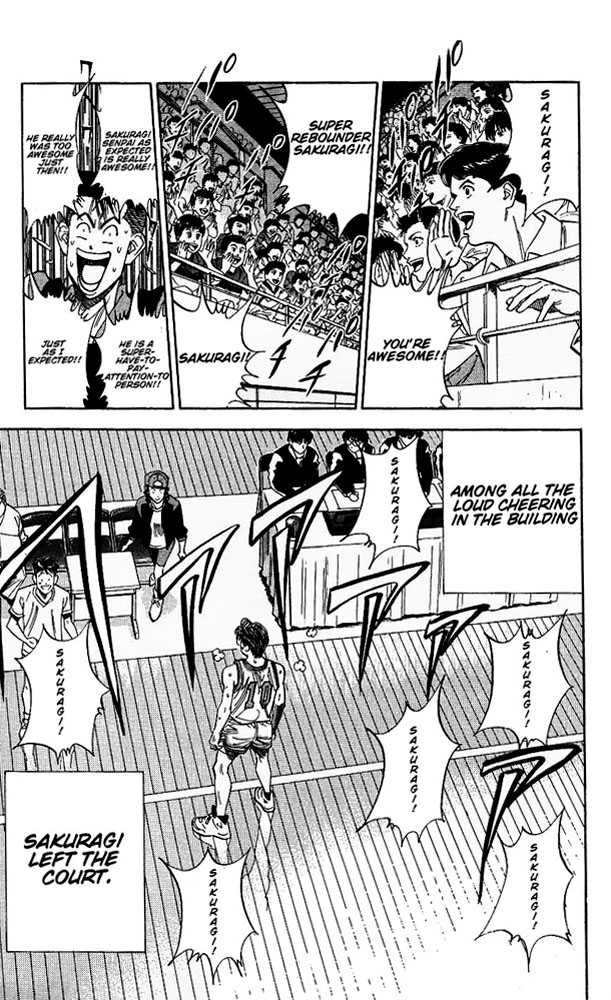 SAKURAGI!
YOU'RE
AWESOME!!
SUPER
REBOUNDER
SAKURAGI!!
SAKURAGI!
SAKURAGI
SENPAI AS
EXPECTED
IS REALLY
AWESOME!!
HE REALLY
WAS TOO
AWESOME
JUST
THEN!!
HE IS A
SUPER-
HAVE-TO-
PAY-
ATTENTION-TO
PERSON!!
JUST
AS I
EXPECTED!!
AMONG ALL THE
LOUD CHEERING
IN THE BUILDING
SAKURAGI!
SAKURAGI!
SAKURAGI!
10
SAKURAGI!
SAKURAGI!
SAKURAGI!
SAKURAGI
LEFT THE
COURT.